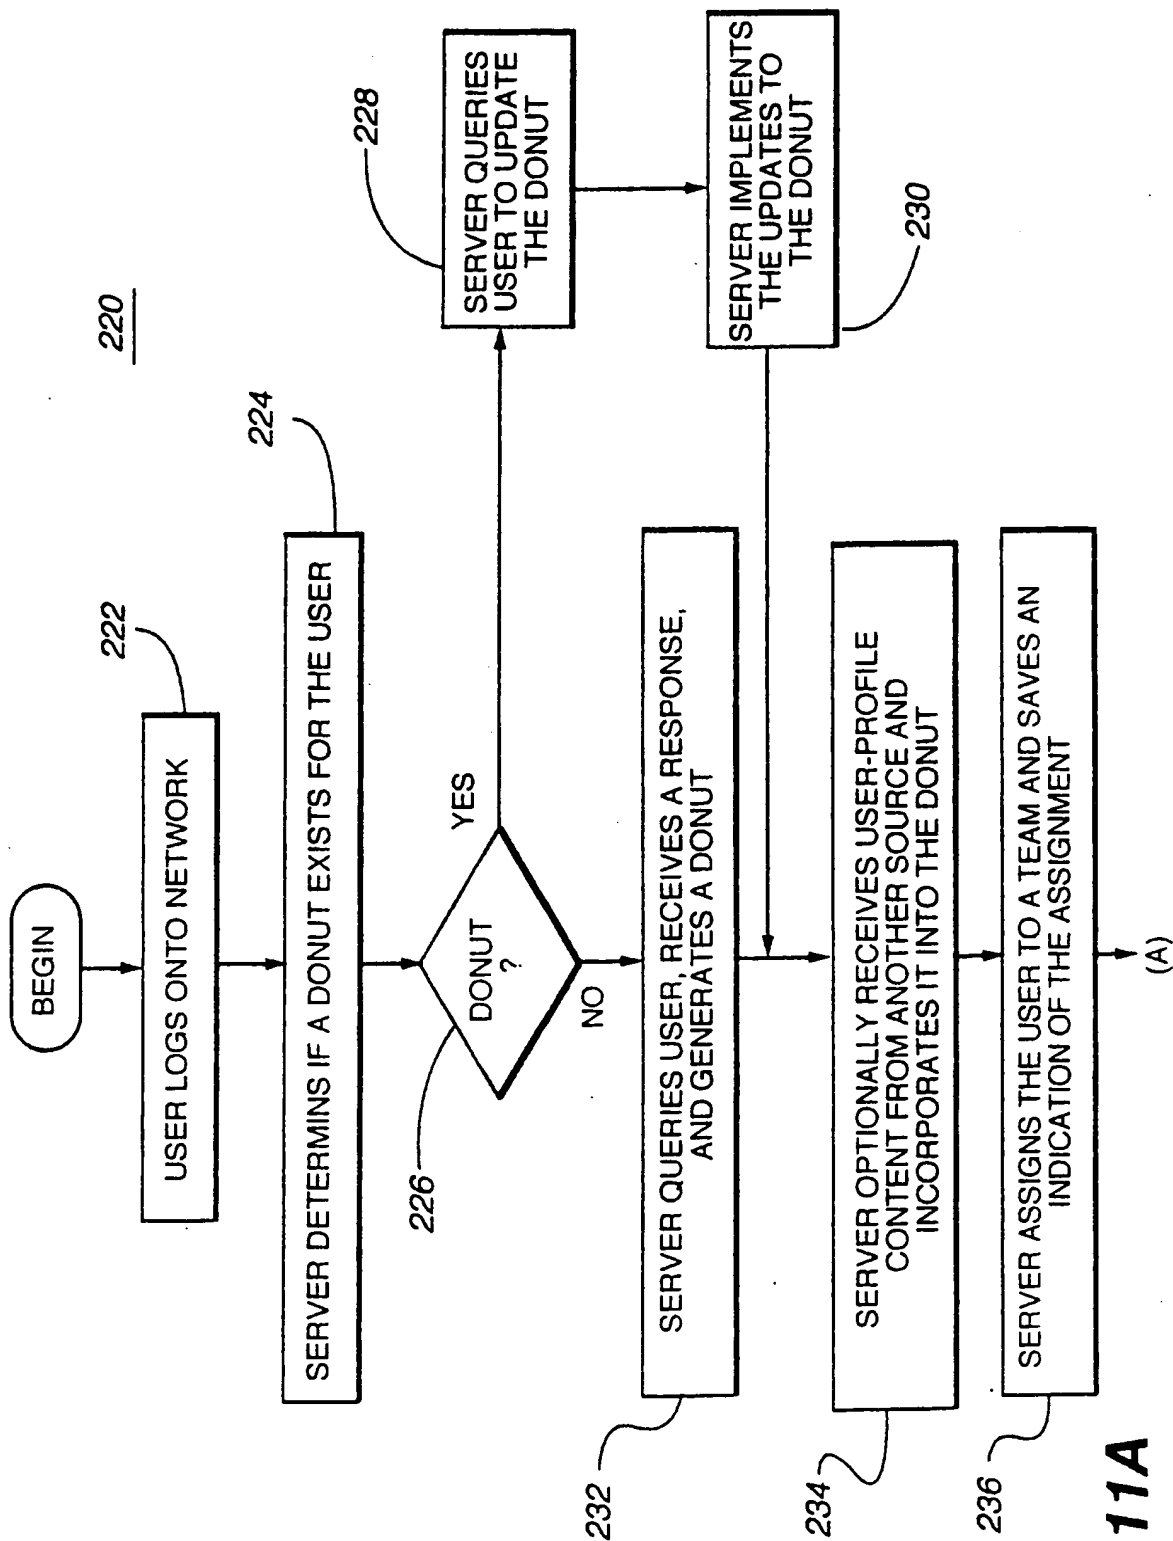 220
BEGIN
222
USER LOGS ONTO NETWORK
224
SERVER DETERMINS IF A DONUT EXISTS FOR THE USER
226
DONUT
?
YES
NO
228
SERVER QUERIES
USER TO UPDATE
THE DONUT
SERVER IMPLEMENTS
THE UPDATES TO
THE DONUT
230
232
SERVER QUERIES USER, RECEIVES A RESPONSE,
AND GENERATES A DONUT
234
SERVER OPTIONALLY RECEIVES USER-PROFILE
CONTENT FROM ANOTHER SOURCE AND
INCORPORATES IT INTO THE DONUT
236
SERVER ASSIGNS THE USER TO A TEAM AND SAVES AN
INDICATION OF THE ASSIGNMENT
(A)
11A